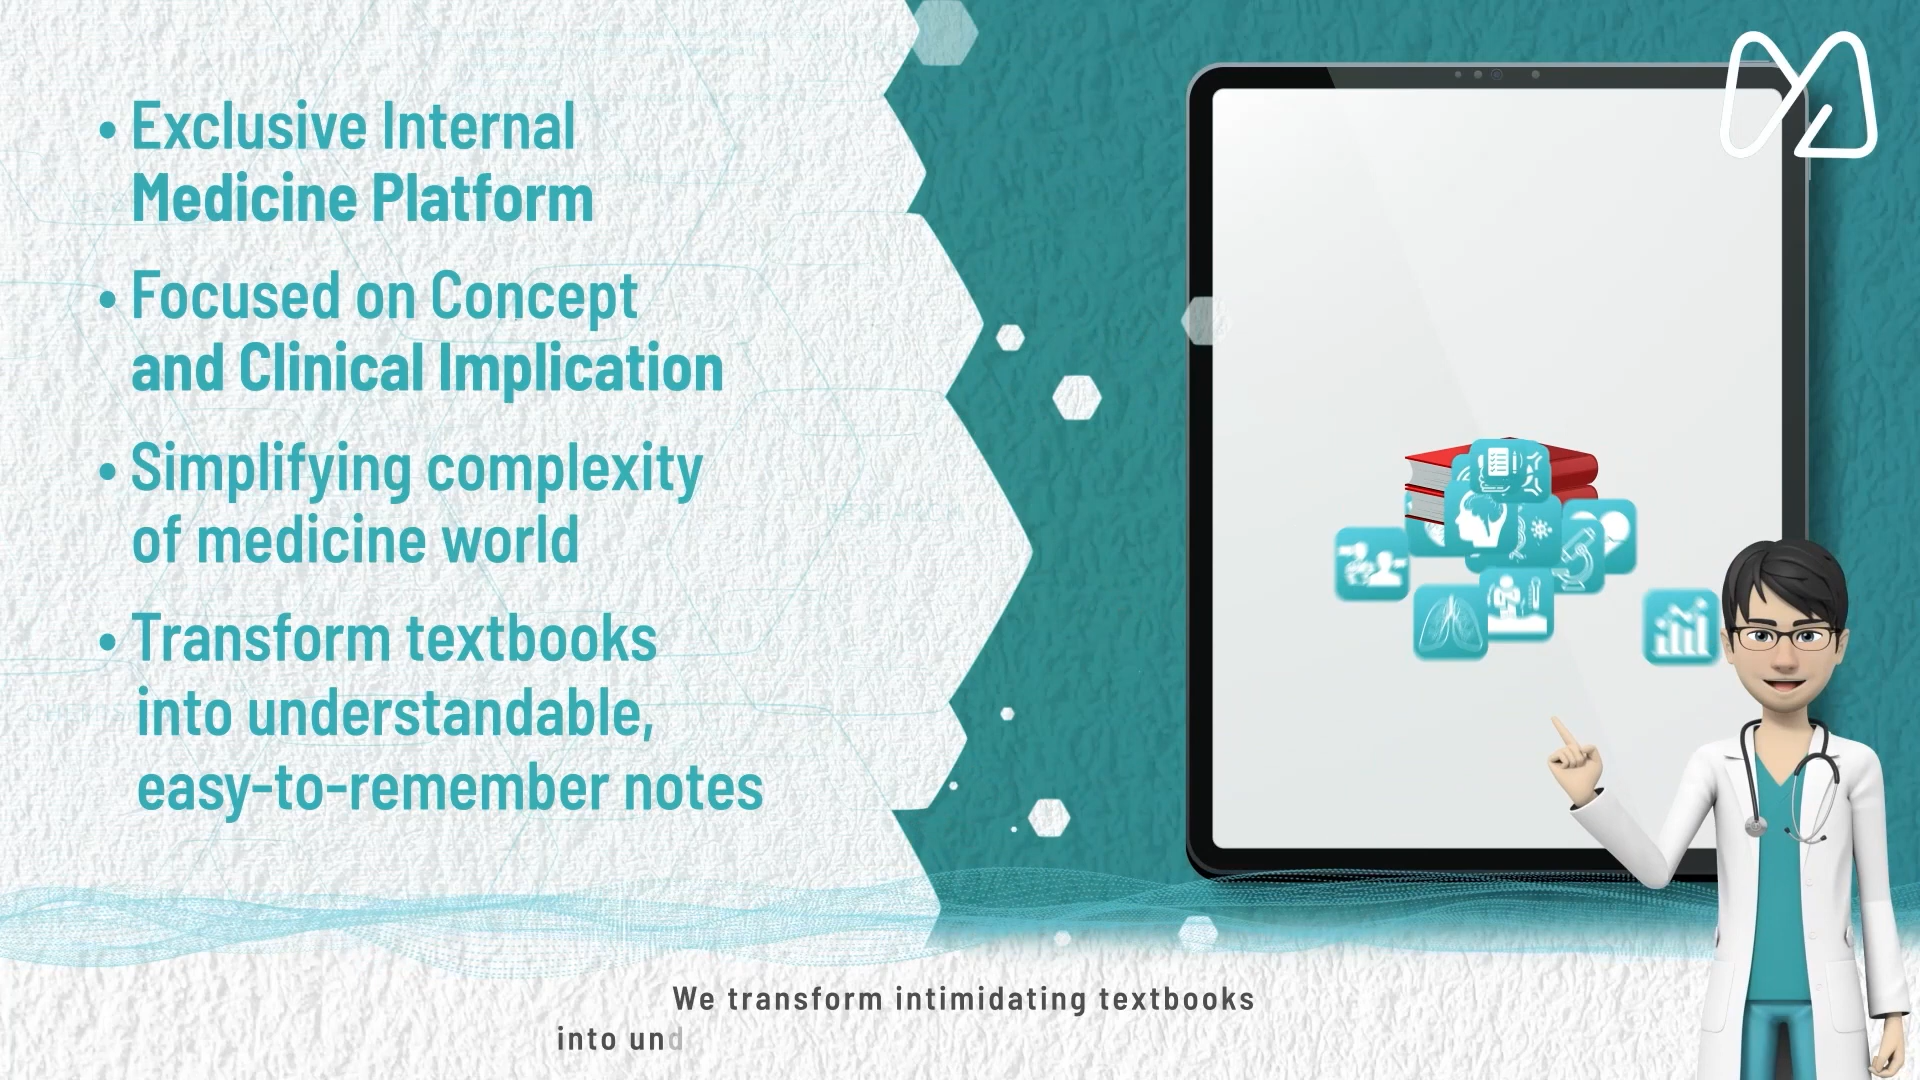 • Exclusive Internal
Medicine Platform
• Focused on Concept
and Clinical Implication
• Simplifying complexity
of medicine world
• Transform textbooks
into understandable,
easy-to-remember notes
We transform intimidating textbooks
into und